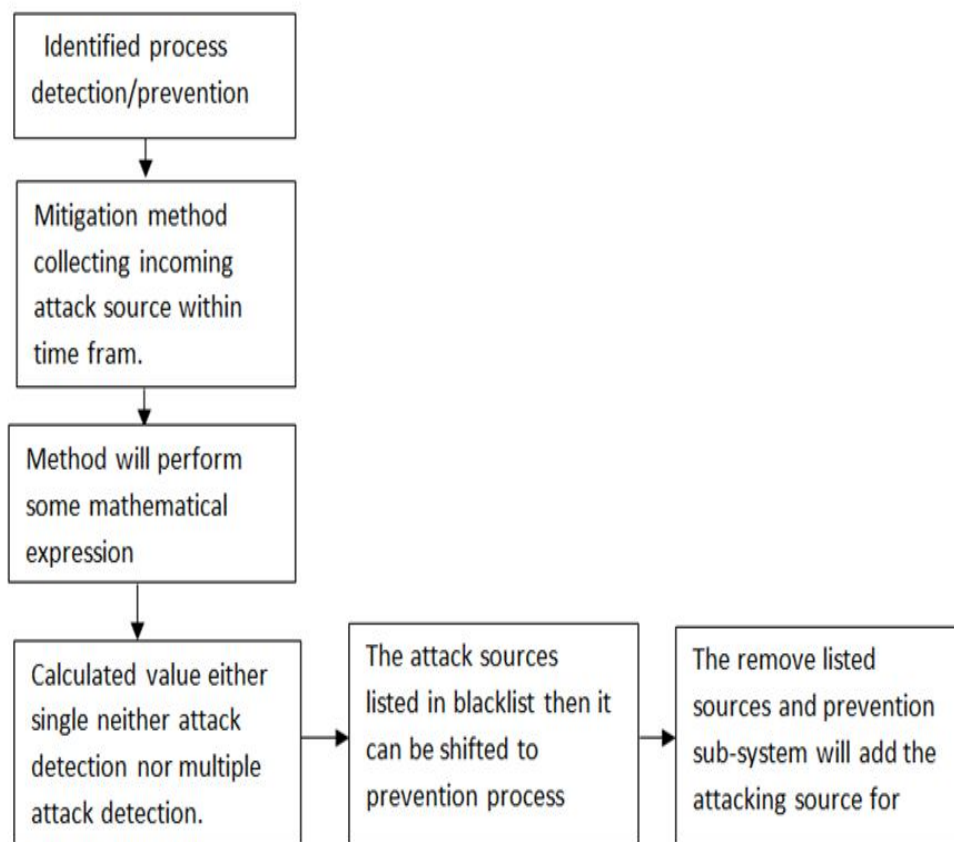 Identified process
detection/prevention
Mitigation method
collecting incoming
attack source within
time fram.
Method will perform
some mathematical
expression
Calculated value either
single neither attack
detection nor multiple
attack detection.
The attack sources
listed in blacklist then it
can be shifted to
prevention process
The remove listed
sources and prevention
sub-system will add the
attacking source for